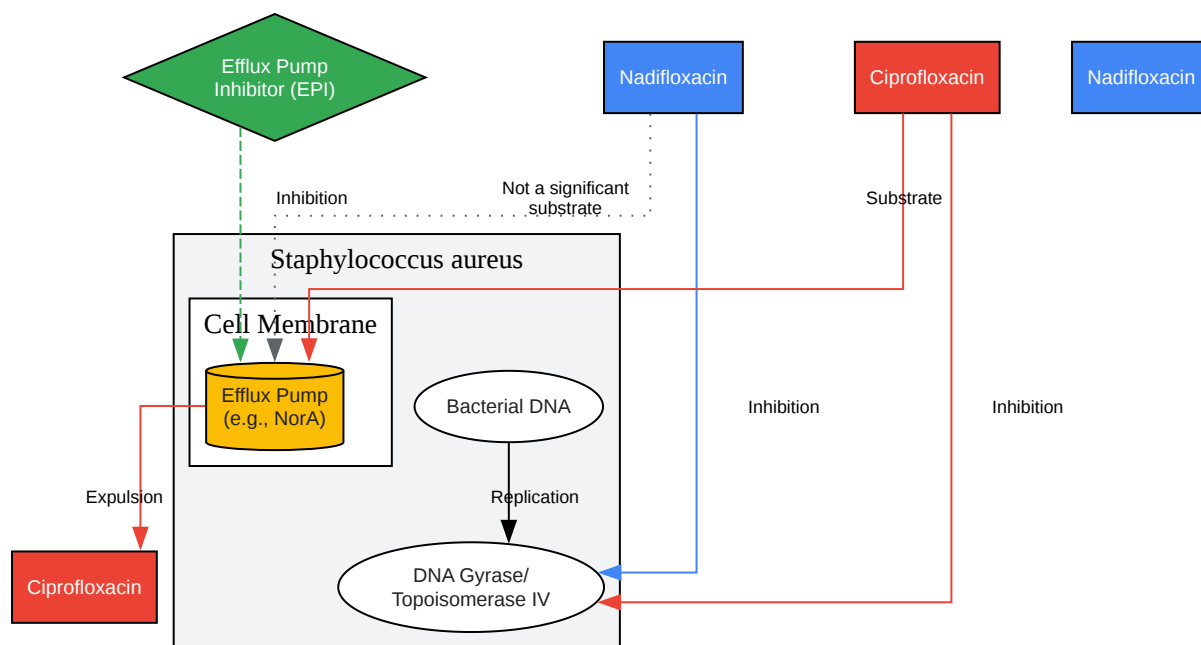 Efflux Pump
Inhibitor (EPI)
Nadifloxacin
Ciprofloxacin
Nadifloxacin
Inhibition
Not a significant
substrate
Substrate
Staphylococcus aureus
Cell Membrane
Efflux Pump
(e.g., NorA)
Bacterial DNA
Inhibition
Inhibition
Expulsion
Replication
Ciprofloxacin
DNA Gyrase/
Topoisomerase IV